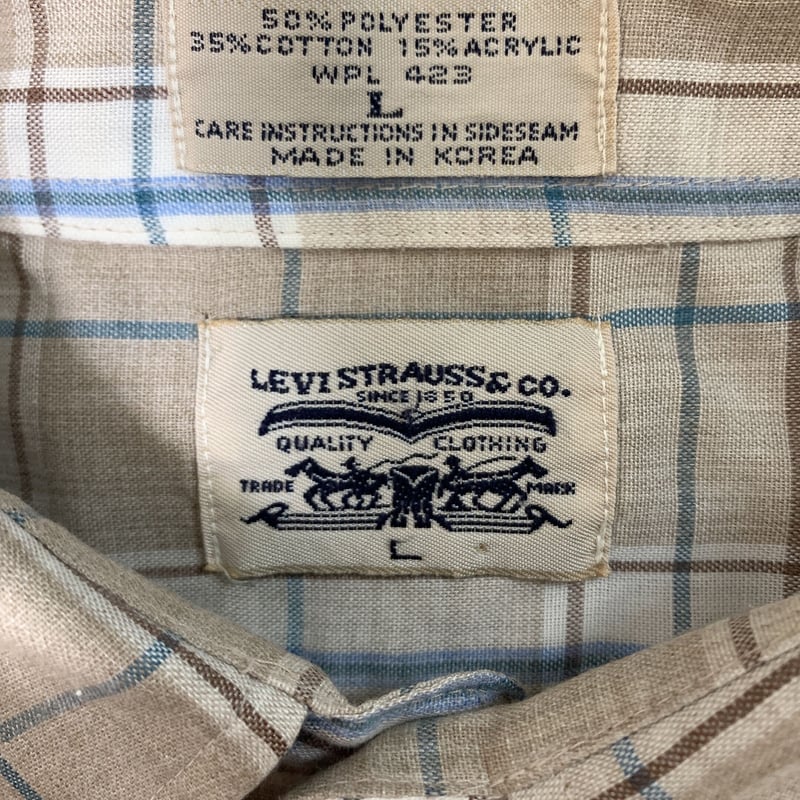 50% POLYESTER
35% COTTON 15% ACRYLIC
WPL 423
L
CARE INSTRUCTIONS IN SIDESEAM
MADE IN KOREA
LEVI STRAUSS & CO.
SINCE 1850
QUALITY CLOTHING
TRADE MARK
L